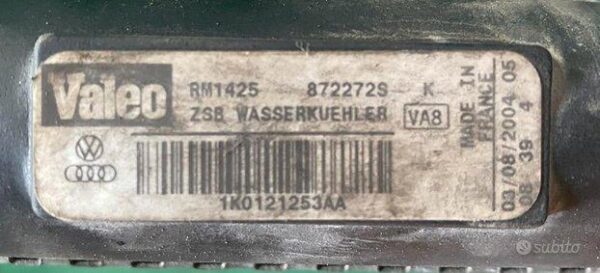 Valeo
RM1425 872272S K
ZSB WASSERKUEHLER VA8
1K0121253AA
MADE IN
FRANCE
03/08/2004 05
08 39 4
subito